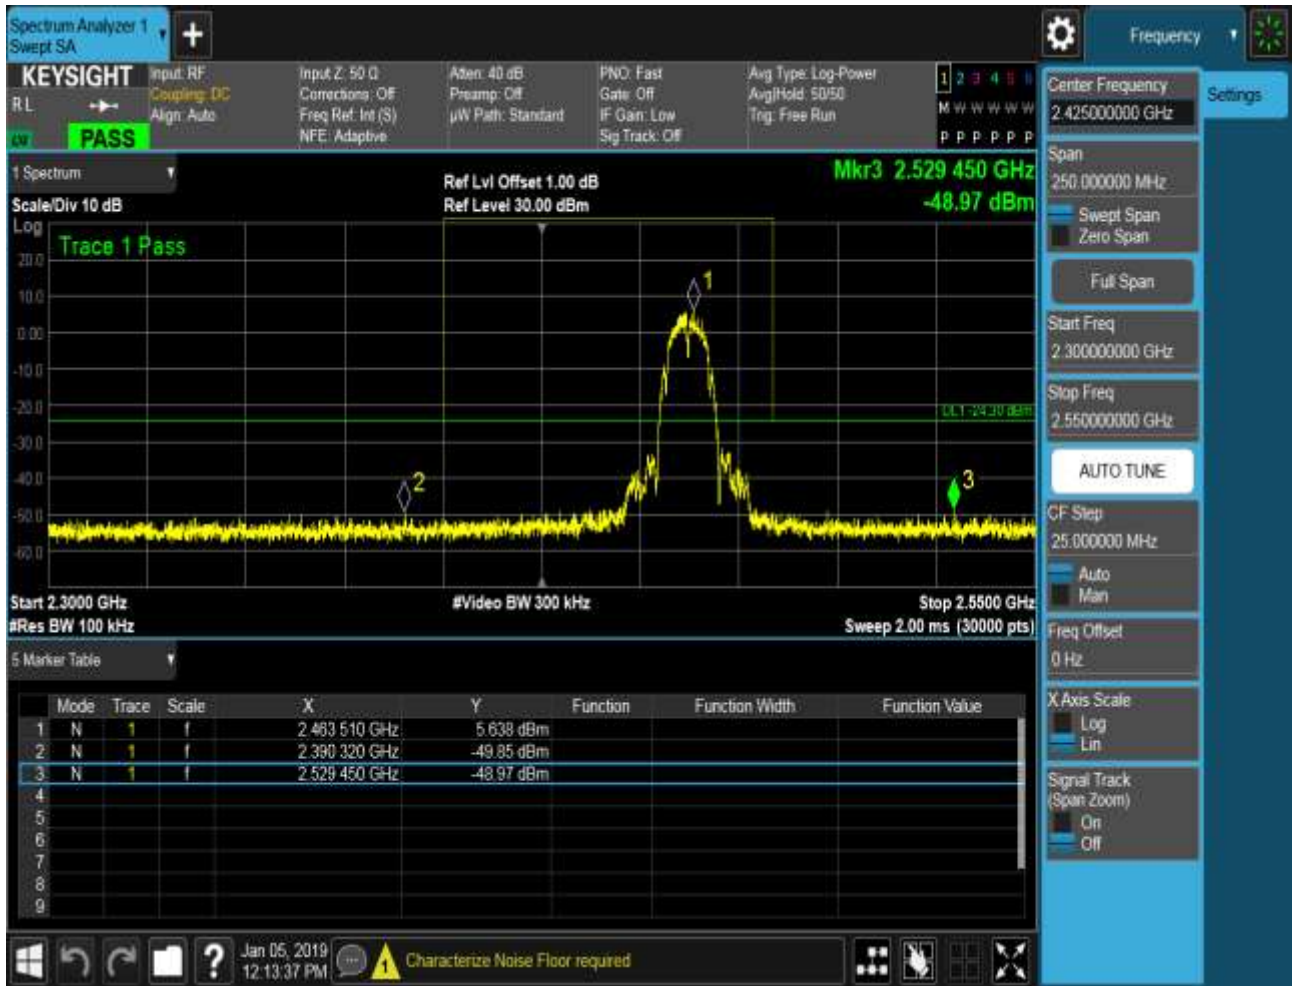 Spectrum Analyzer 1
Swept SA
+
Frequency
KEYSIGHT
R L
PASS
Input: RF
Coupling: DC
Align: Auto
Input Z: 50 Ω
Corrections: Off
Freq Ref: Int (S)
NFE: Adaptive
Atten: 40 dB
Preamp: Off
µW Path: Standard
PNO: Fast
Gate: Off
IF Gain: Low
Sig Track: Off
Avg Type: Log-Power
Avg|Hold: 50/50
Trig: Free Run
1 2 3 4 5 6
M W W W W W
P P P P P P
1 Spectrum
Scale/Div 10 dB
Ref Lvl Offset 1.00 dB
Ref Level 30.00 dBm
Mkr3 2.529 450 GHz
-48.97 dBm
Log
Trace 1 Pass
20.0
10.0
0.00
-10.0
-20.0
-30.0
-40.0
-50.0
-60.0
1
DL1 -24.30 dBm
2
3
Start 2.3000 GHz
#Video BW 300 kHz
Stop 2.5500 GHz
#Res BW 100 kHz
Sweep 2.00 ms (30000 pts)
5 Marker Table
Mode Trace Scale X Y Function Function Width Function Value
1 N 1 f 2.463 510 GHz 5.638 dBm
2 N 1 f 2.390 320 GHz -49.85 dBm
3 N 1 f 2.529 450 GHz -48.97 dBm
4
5
6
7
8
9
?
Jan 05, 2019
12:13:37 PM
1
Characterize Noise Floor required
Center Frequency
2.425000000 GHz
Settings
Span
250.000000 MHz
Swept Span
Zero Span
Full Span
Start Freq
2.300000000 GHz
Stop Freq
2.550000000 GHz
AUTO TUNE
CF Step
25.000000 MHz
Auto
Man
Freq Offset
0 Hz
X Axis Scale
Log
Lin
Signal Track
(Span Zoom)
On
Off